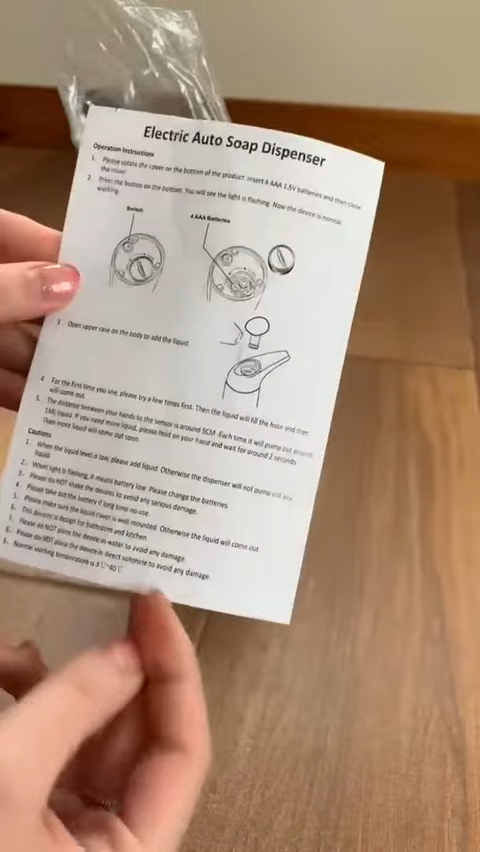 Electric Auto Soap Dispenser
Operation Instructions
1. Please rotate the cover on the bottom of the product. Insert 4 AAA 1.5V batteries and then close
the cover
2. Press the button on the bottom. You will see the light is flashing. Now the device is normal
working.
Switch
4 AAA Batteries
3. Open upper case on the body to add the liquid.
4. For the first time you use, please try a few times first. Then the liquid will fill the hose and then
will come out.
5. The distance between your hands to the sensor is around 5CM. Each time it will pump out around
1ML liquid. If you need more liquid, please hold on your hand and wait for around 2 seconds.
Then more liquid will come out soon.
Cautions
1. When the liquid level is low, please add liquid. Otherwise the dispenser will not pump out any
liquid.
2. When light is flashing, it means battery low. Please change the batteries
3. Please do NOT shake the devices to avoid any serious damage.
4. Please take out the battery if long time no use.
5. Please make sure the liquid cover is well mounted. Otherwise the liquid will come out
6. This devices is design for bathroom and kitchen.
7. Please do NOT place the device in water to avoid any damage.
8. Please do NOT place the device in direct sunshine to avoid any damage.
9. Normal working temperature is 3℃~40℃